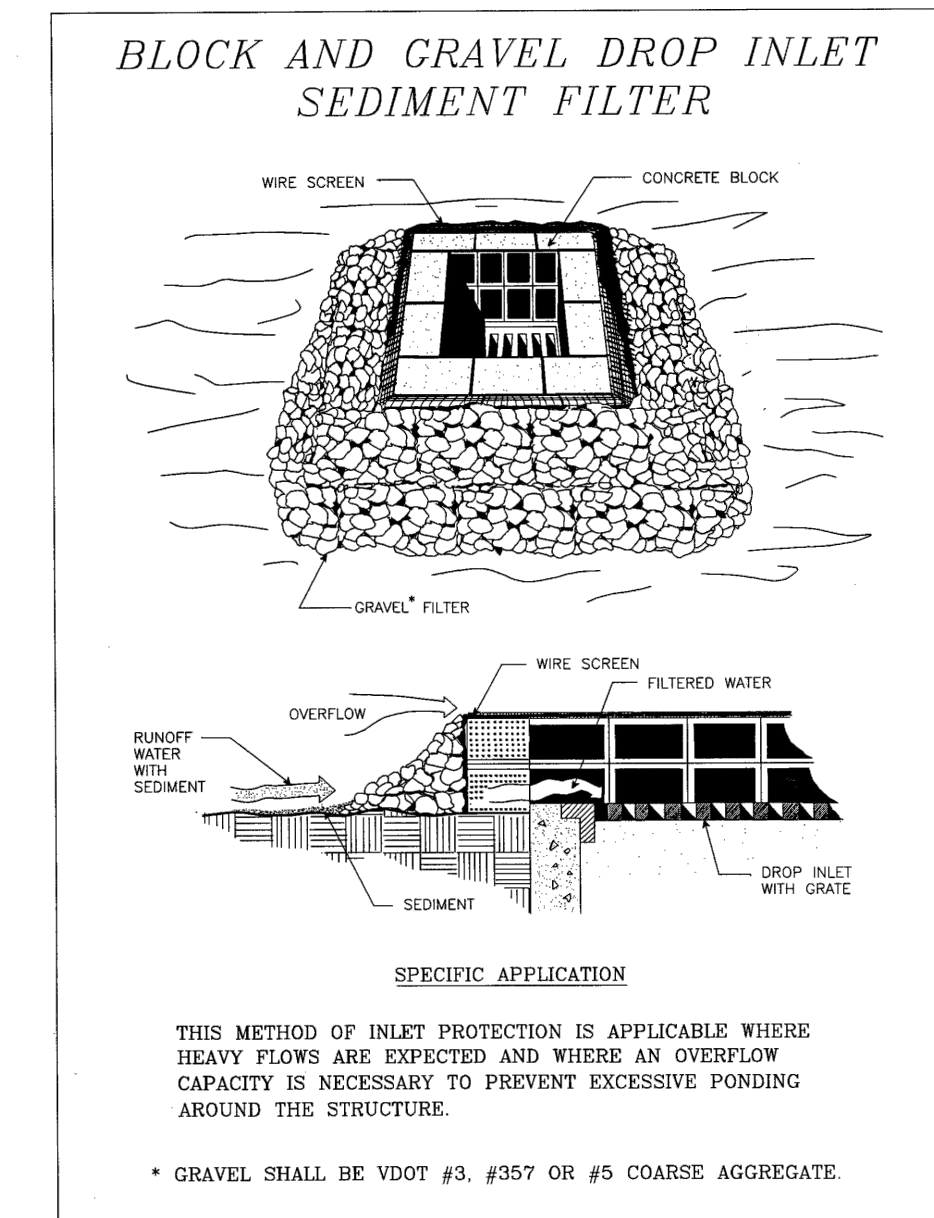 BLOCK AND GRAVEL DROP INLET
SEDIMENT FILTER
WIRE SCREEN
CONCRETE BLOCK
GRAVEL* FILTER
WIRE SCREEN
FILTERED WATER
OVERFLOW
RUNOFF
WATER
WITH
SEDIMENT
DROP INLET
WITH GRATE
SEDIMENT
SPECIFIC APPLICATION
THIS METHOD OF INLET PROTECTION IS APPLICABLE WHERE
HEAVY FLOWS ARE EXPECTED AND WHERE AN OVERFLOW
CAPACITY IS NECESSARY TO PREVENT EXCESSIVE PONDING
AROUND THE STRUCTURE.
* GRAVEL SHALL BE VDOT #3, #357 OR #5 COARSE AGGREGATE.